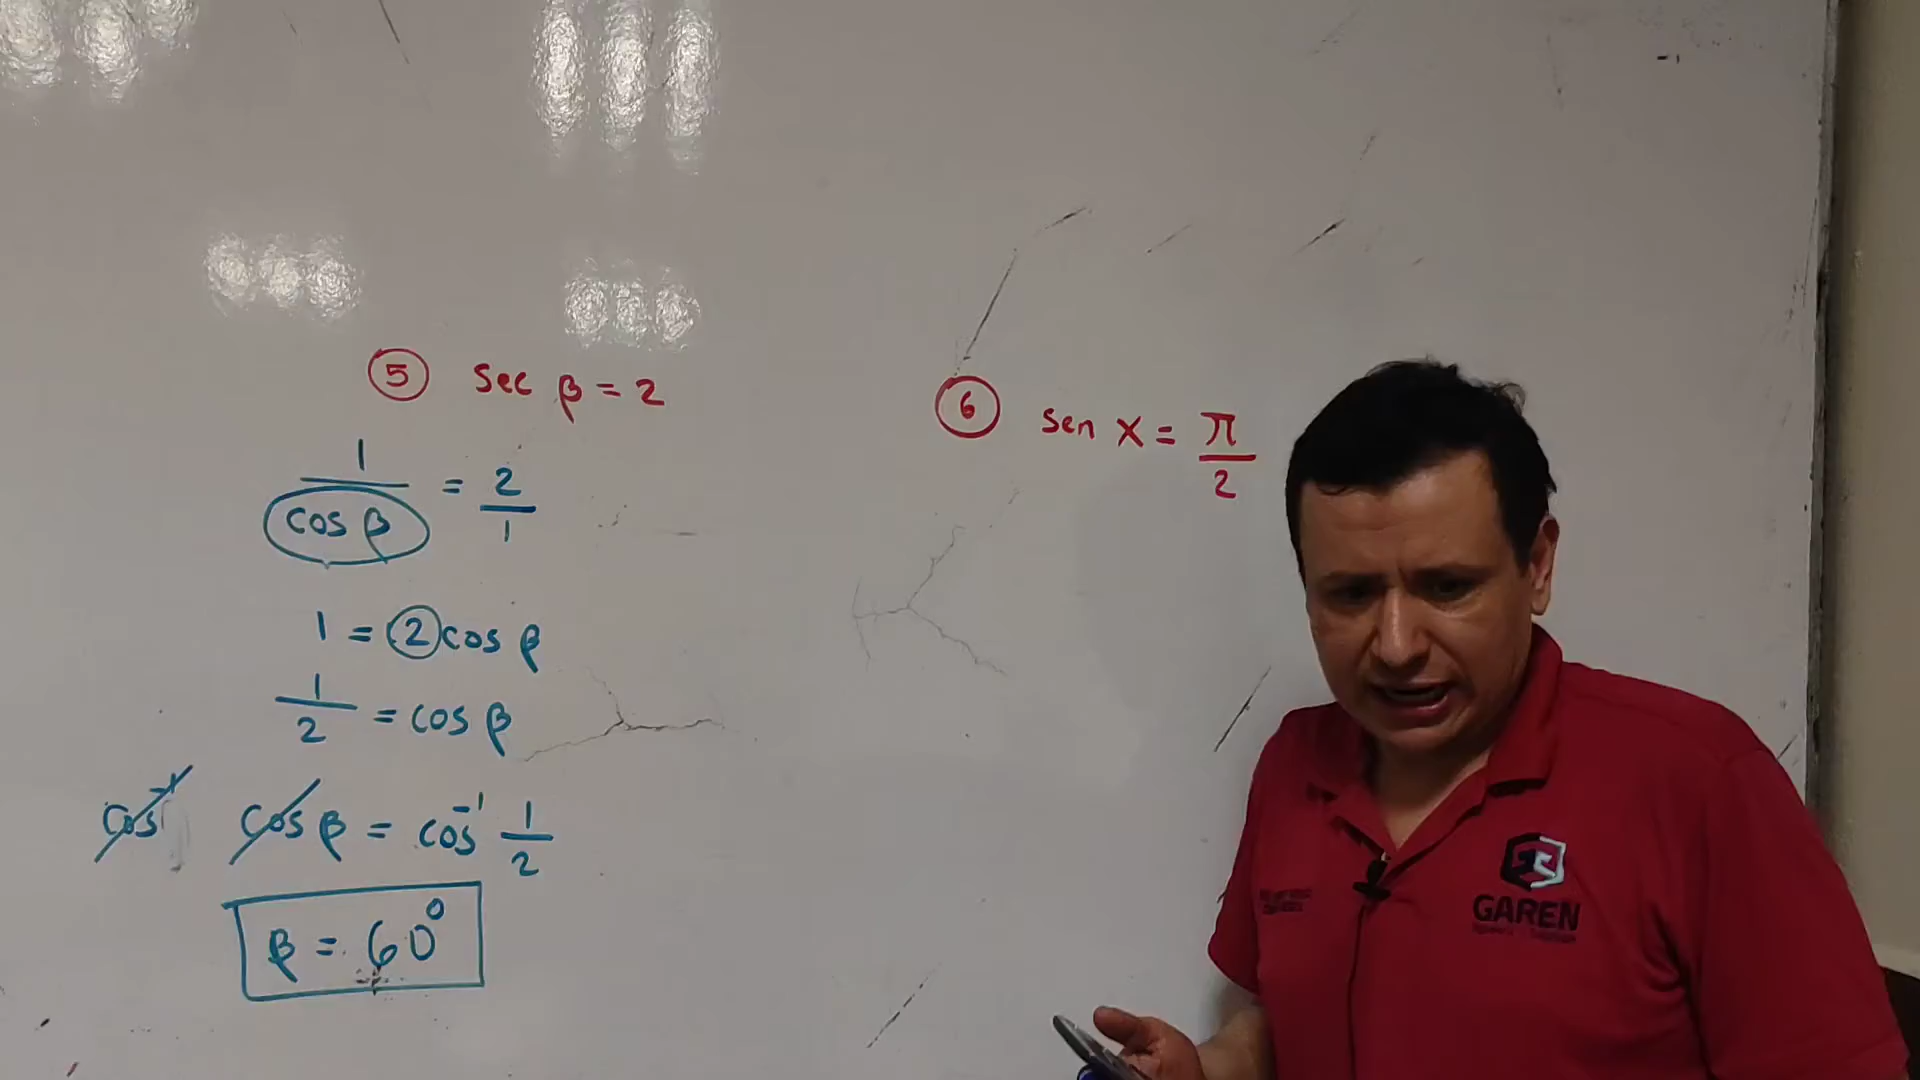 5 sec β = 2
1/cos β = 2/1
1 = 2 cos β
1/2 = cos β
cos⁻¹ cos β = cos⁻¹ 1/2
β = 60°
6 sen x = π/2
GAREN